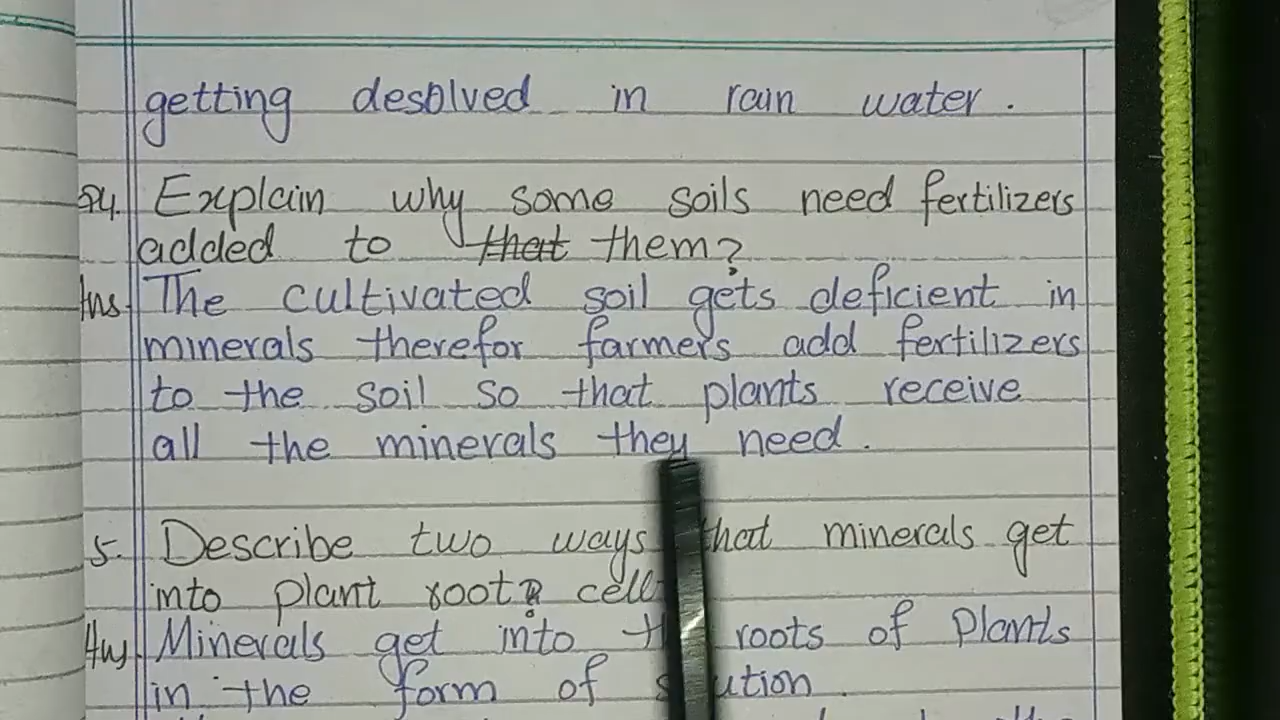 getting desolved in rain water.
Q4. Explain why some soils need fertilizers
added to that them?
Ans. The cultivated soil gets deficient in
minerals therefor farmers add fertilizers
to the soil so that plants receive
all the minerals they need.
5. Describe two ways that minerals get
into plant root? cell
Ans. Minerals get into roots of Plants
in the form of